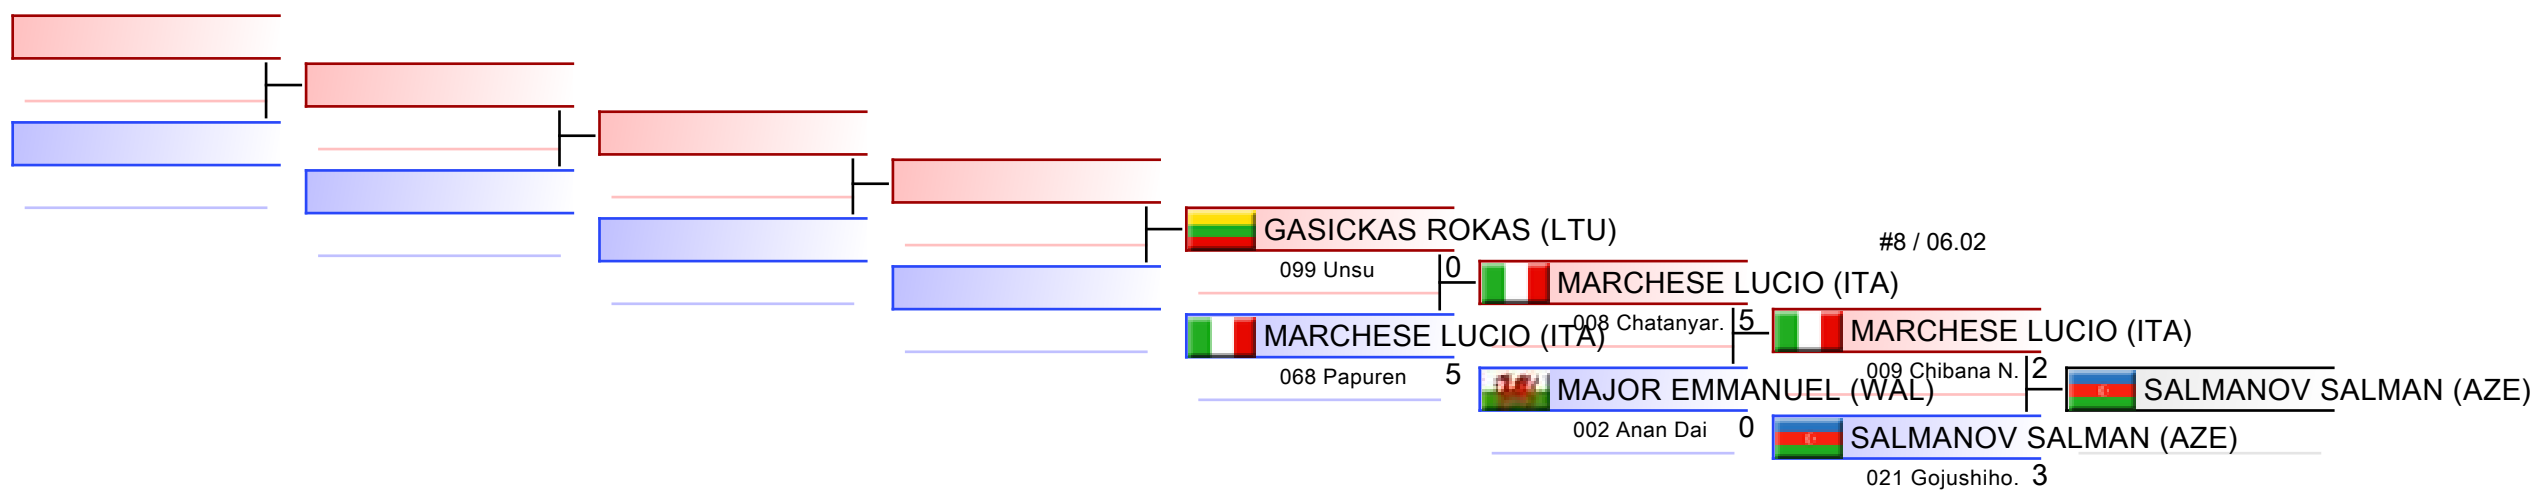 GASICKAS ROKAS (LTU)
099 Unsu
0
MARCHESE LUCIO (ITA)
068 Papuren
5
MARCHESE LUCIO (ITA)
008 Chatanyar.
5
MAJOR EMMANUEL (WAL)
002 Anan Dai
0
#8 / 06.02
MARCHESE LUCIO (ITA)
009 Chibana N.
2
SALMANOV SALMAN (AZE)
021 Gojushiho.
3
SALMANOV SALMAN (AZE)